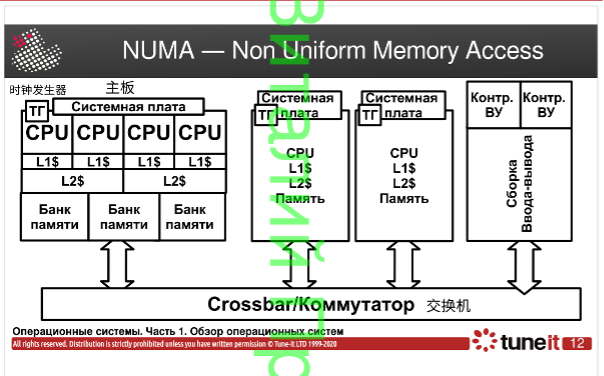 NUMA — Non Uniform Memory Access
时钟发生器
主板
ТГ
Системная плата
CPU CPU CPU CPU
L1$ L1$ L1$ L1$
L2$ L2$
Банк памяти
Банк памяти
Банк памяти
Системная плата
ТГ
CPU
L1$
L2$
Память
Системная плата
ТГ
CPU
L1$
L2$
Память
Контр. ВУ
Контр. ВУ
Сборка
Ввода-вывода
Crossbar/Коммутатор 交换机
Операционные системы. Часть 1. Обзор операционных систем
All rights reserved. Distribution is strictly prohibited unless you have written permission © Tune-it LTD 1999-2020
tuneit 12
Виталий